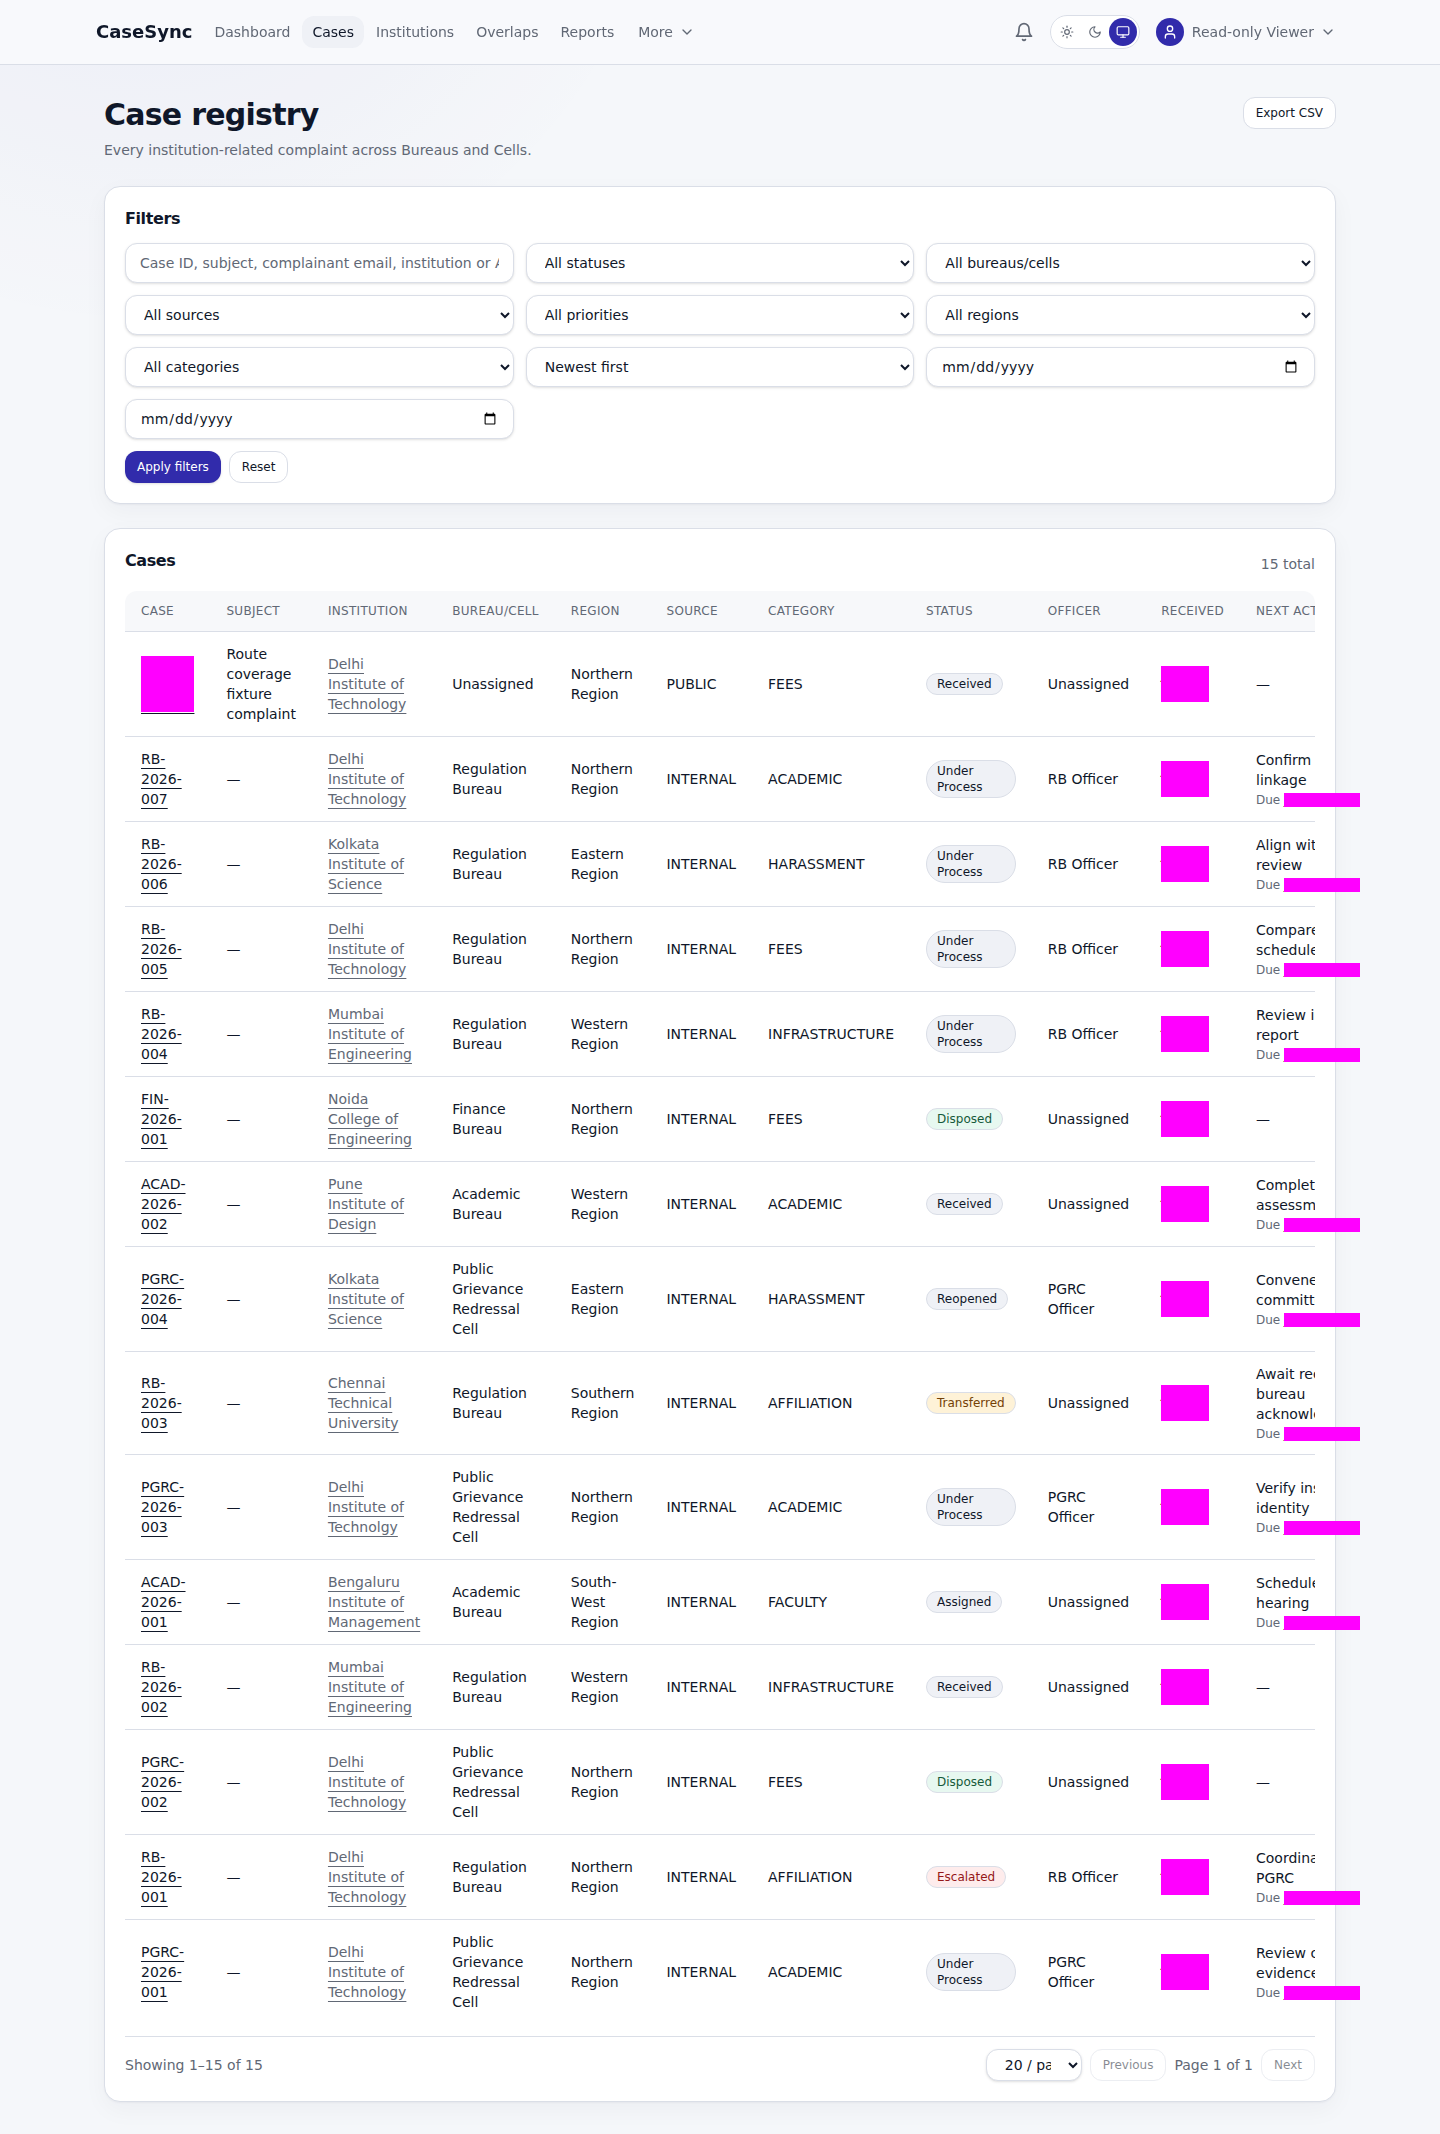 CaseSync Dashboard Cases Institutions Overlaps Reports More Read-only Viewer
Case registry
Export CSV
Every institution-related complaint across Bureaus and Cells.
Filters
Case ID, subject, complainant email, institution or
All statuses
All bureaus/cells
All sources
All priorities
All regions
All categories
Newest first
mm/dd/yyyy
mm/dd/yyyy
Apply filters
Reset
Cases
15 total
CASE SUBJECT INSTITUTION BUREAU/CELL REGION SOURCE CATEGORY STATUS OFFICER RECEIVED NEXT
Route
coverage
fixture
complaint
Delhi
Institute of
Technology
Unassigned
Northern
Region
PUBLIC
FEES
Received
Unassigned
—
RB-
2026-
007
—
Delhi
Institute of
Technology
Regulation
Bureau
Northern
Region
INTERNAL
ACADEMIC
Under
Process
RB Officer
Confirm
linkage
Due
RB-
2026-
006
—
Kolkata
Institute of
Science
Regulation
Bureau
Eastern
Region
INTERNAL
HARASSMENT
Under
Process
RB Officer
Align
review
Due
RB-
2026-
005
—
Delhi
Institute of
Technology
Regulation
Bureau
Northern
Region
INTERNAL
FEES
Under
Process
RB Officer
Due
RB-
2026-
004
—
Mumbai
Institute of
Engineering
Regulation
Bureau
Western
Region
INTERNAL
INFRASTRUCTURE
Under
Process
RB Officer
Review
report
Due
FIN-
2026-
001
—
Noida
College of
Engineering
Finance
Bureau
Northern
Region
INTERNAL
FEES
Disposed
Unassigned
—
ACAD-
2026-
002
—
Pune
Institute of
Design
Academic
Bureau
Western
Region
INTERNAL
ACADEMIC
Received
Unassigned
Due
PGRC-
2026-
004
—
Kolkata
Institute of
Science
Public
Grievance
Redressal
Cell
Eastern
Region
INTERNAL
HARASSMENT
Reopened
PGRC
Officer
Convene
Due
RB-
2026-
003
—
Chennai
Technical
University
Regulation
Bureau
Southern
Region
INTERNAL
AFFILIATION
Transferred
Unassigned
Await
bureau
Due
PGRC-
2026-
003
—
Delhi
Institute of
Technolgy
Public
Grievance
Redressal
Cell
Northern
Region
INTERNAL
ACADEMIC
Under
Process
PGRC
Officer
Verify
identity
Due
ACAD-
2026-
001
—
Bengaluru
Institute of
Management
Academic
Bureau
South-
West
Region
INTERNAL
FACULTY
Assigned
Unassigned
Schedule
hearing
Due
RB-
2026-
002
—
Mumbai
Institute of
Engineering
Regulation
Bureau
Western
Region
INTERNAL
INFRASTRUCTURE
Received
Unassigned
—
PGRC-
2026-
002
—
Delhi
Institute of
Technology
Public
Grievance
Redressal
Cell
Northern
Region
INTERNAL
FEES
Disposed
Unassigned
—
RB-
2026-
001
—
Delhi
Institute of
Technology
Regulation
Bureau
Northern
Region
INTERNAL
AFFILIATION
Escalated
RB Officer
PGRC
Due
PGRC-
2026-
001
—
Delhi
Institute of
Technology
Public
Grievance
Redressal
Cell
Northern
Region
INTERNAL
ACADEMIC
Under
Process
PGRC
Officer
Review
evidence
Due
Showing 1–15 of 15
20 /
Previous
Page 1 of 1
Next